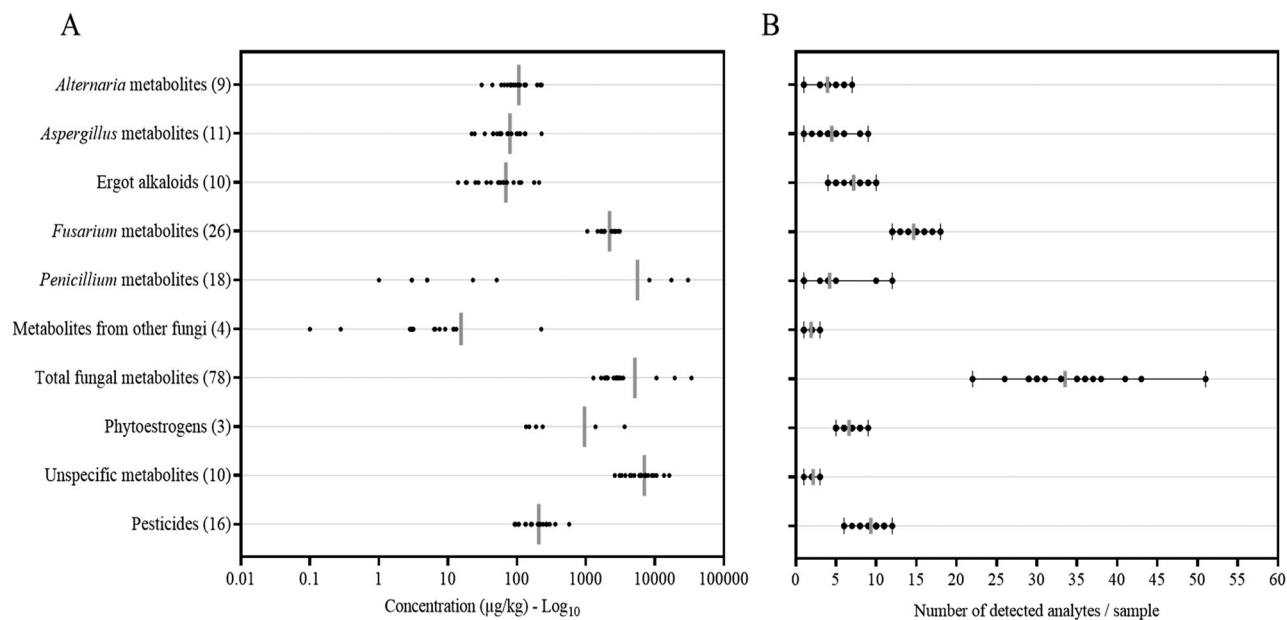 A
B
Alternaria metabolites (9)
Aspergillus metabolites (11)
Ergot alkaloids (10)
Fusarium metabolites (26)
Penicillium metabolites (18)
Metabolites from other fungi (4)
Total fungal metabolites (78)
Phytoestrogens (3)
Unspecific metabolites (10)
Pesticides (16)
0.01 0.1 1 10 100 1000 10000 100000
Concentration (µg/kg) - Log10
0 5 10 20 25 30 35 40 45 50 55 60
Number of detected analytes / sample